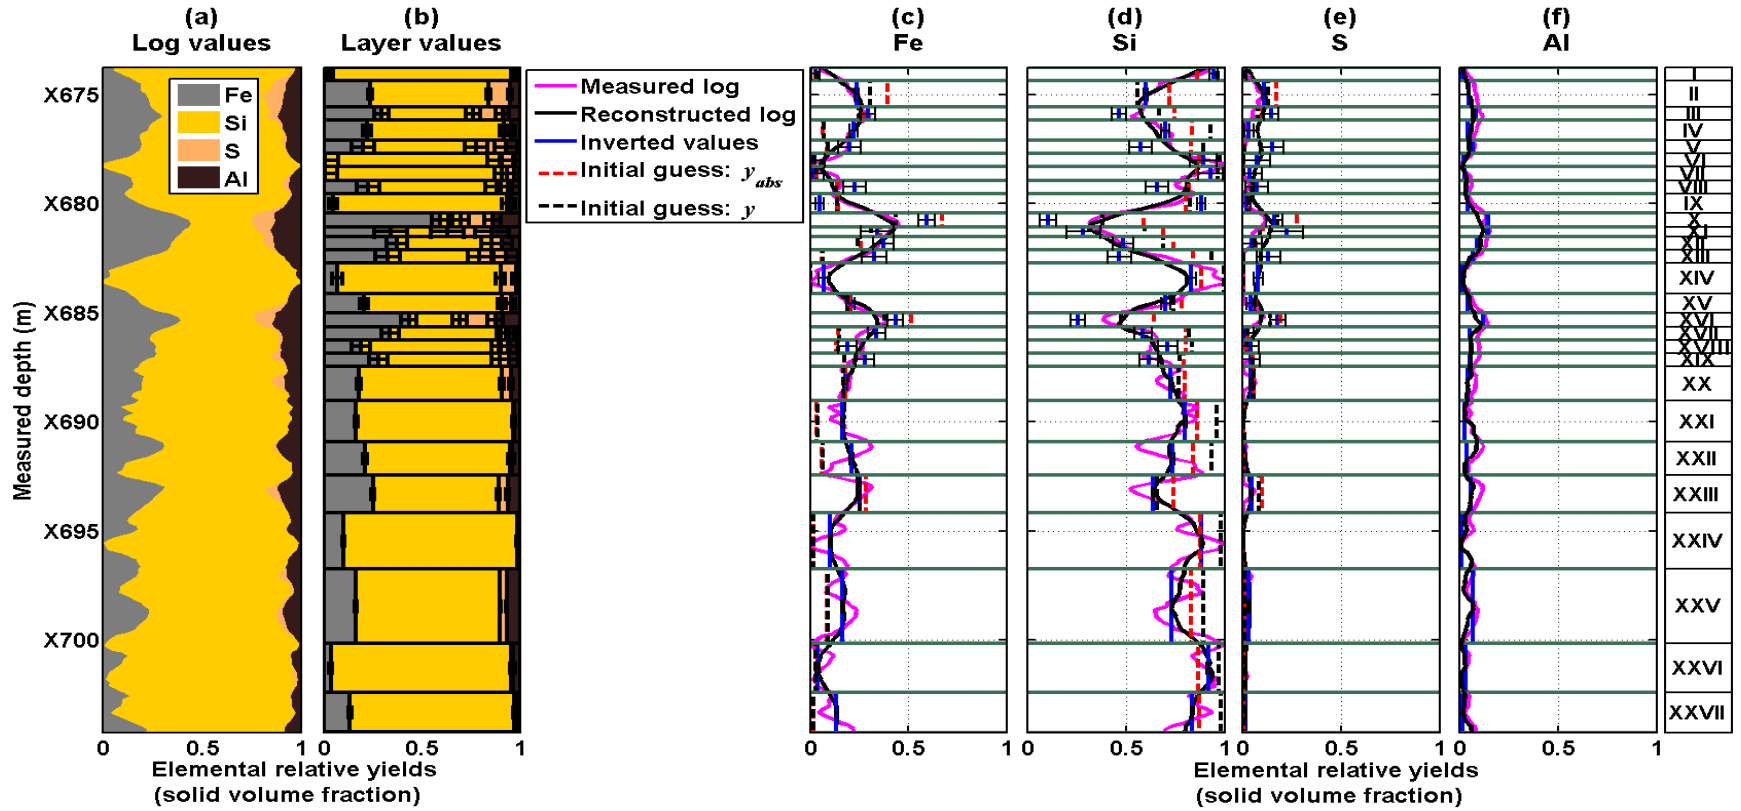 (a)
Log values
(b)
Layer values
(c)
Fe
(d)
Si
(e)
S
(f)
Al
Fe
Si
S
Al
Measured log
Reconstructed log
Inverted values
Initial guess: y abs
Initial guess: y
Measured depth (m)
X675
X680
X685
X690
X695
X700
I
II
III
IV
V
VI
VII
VIII
IX
X
XI
XII
XIII
XIV
XV
XVI
XVII
XVIII
XIX
XX
XXI
XXII
XXIII
XXIV
XXV
XXVI
XXVII
0 0.5 1
0 0.5 1
0 0.5 1
0 0.5 1
0 0.5 1
0 0.5 1
Elemental relative yields
(solid volume fraction)
Elemental relative yields
(solid volume fraction)